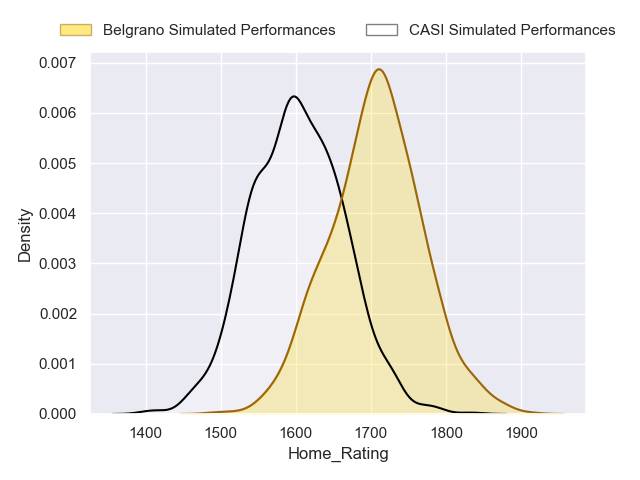 Belgrano Simulated Performances
CASI Simulated Performances
0.007
0.006
0.005
0.004
0.003
0.002
0.001
0.000
Density
1400 1500 1600 1700 1800 1900
Home_Rating